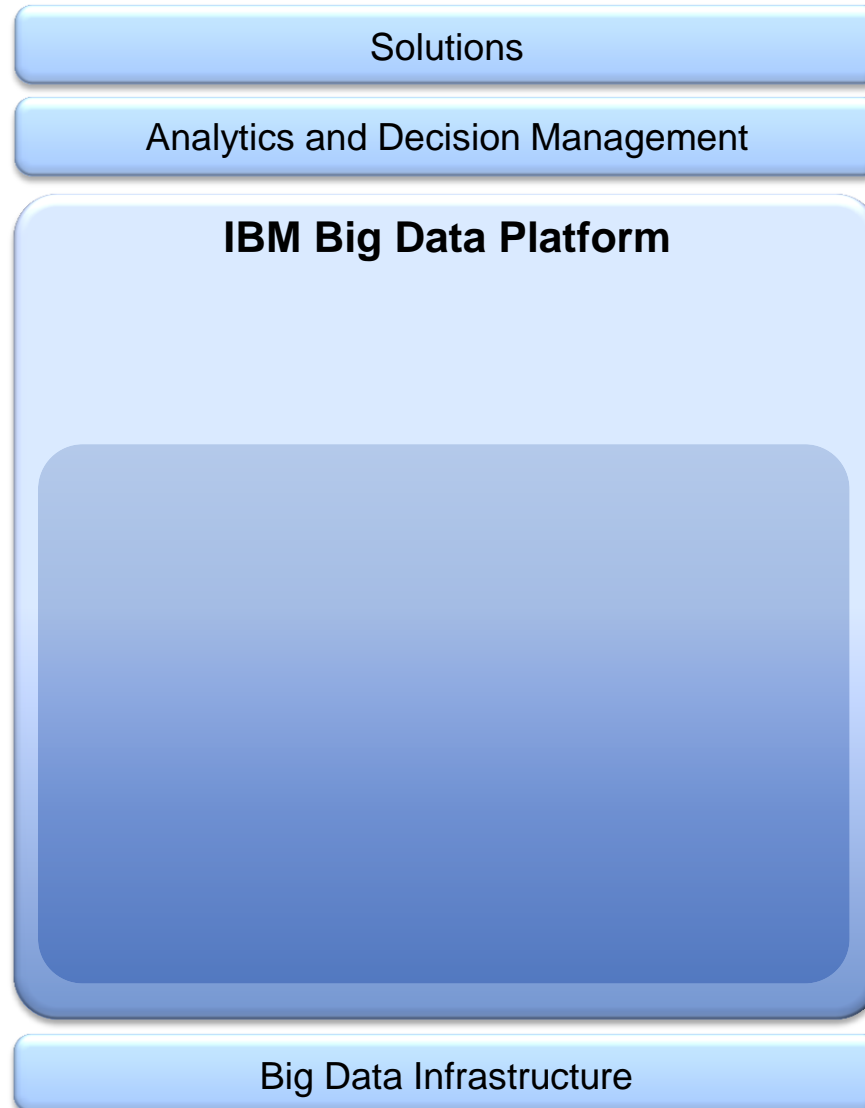 Solutions
Analytics and Decision Management
IBM Big Data Platform
Big Data Infrastructure